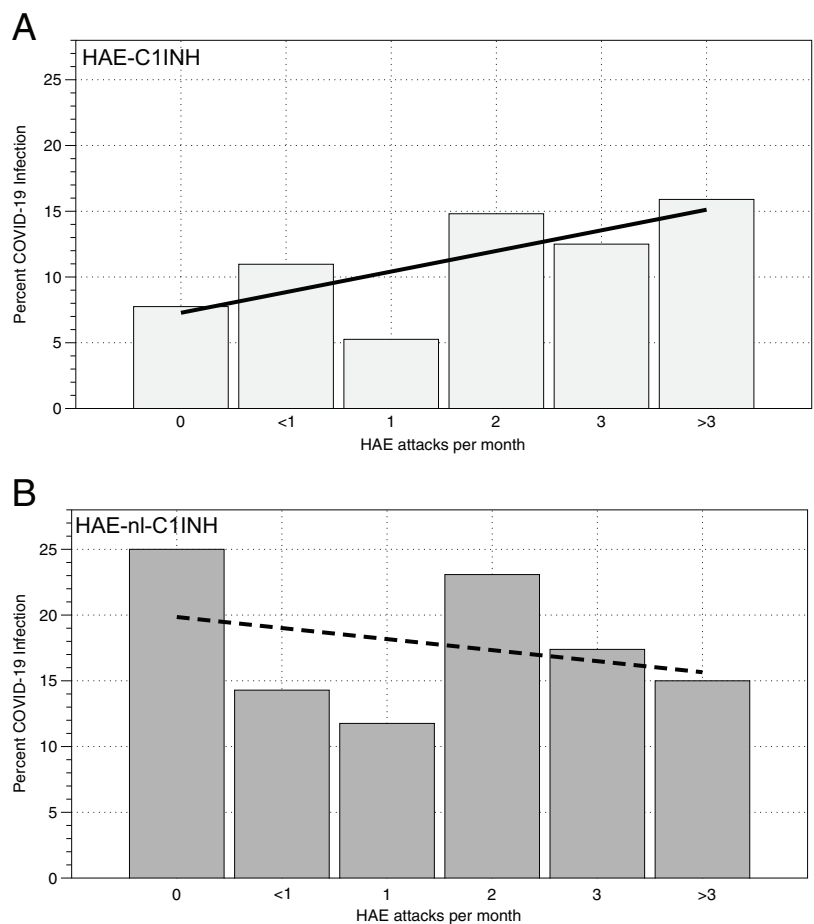 A
HAE-C1INH
25
20
15
10
5
0
Percent COVID-19 Infection
0 <1 1 2 3 >3
HAE attacks per month
B
HAE-nl-C1INH
25
20
15
10
5
0
Percent COVID-19 Infection
0 <1 1 2 3 >3
HAE attacks per month